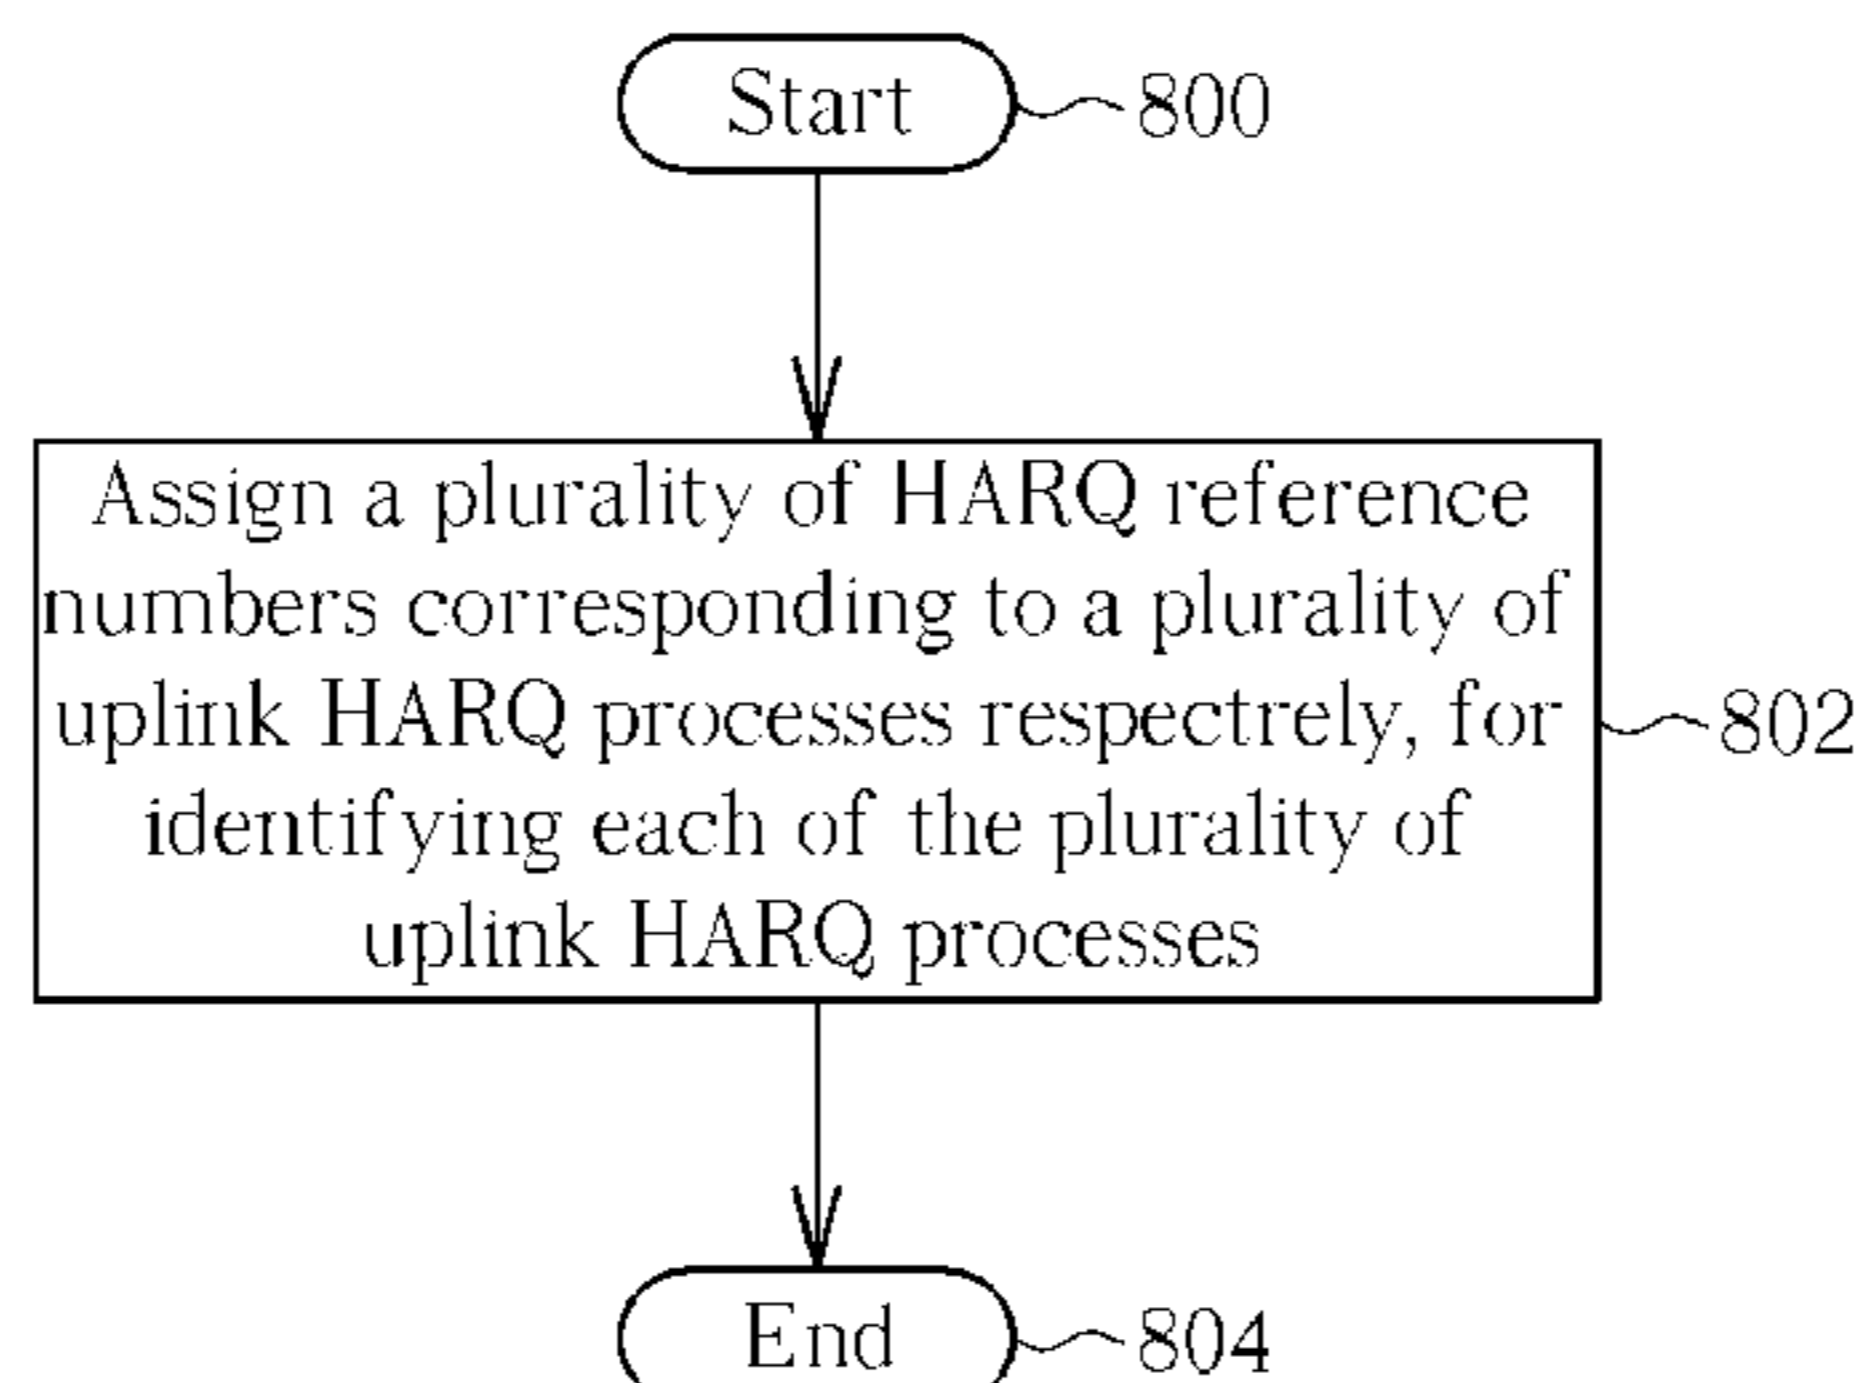 Start
800
Assign a plurality of HARQ reference
numbers corresponding to a plurality of
uplink HARQ processes respectrely, for
identifying each of the plurality of
uplink HARQ processes
802
End
804